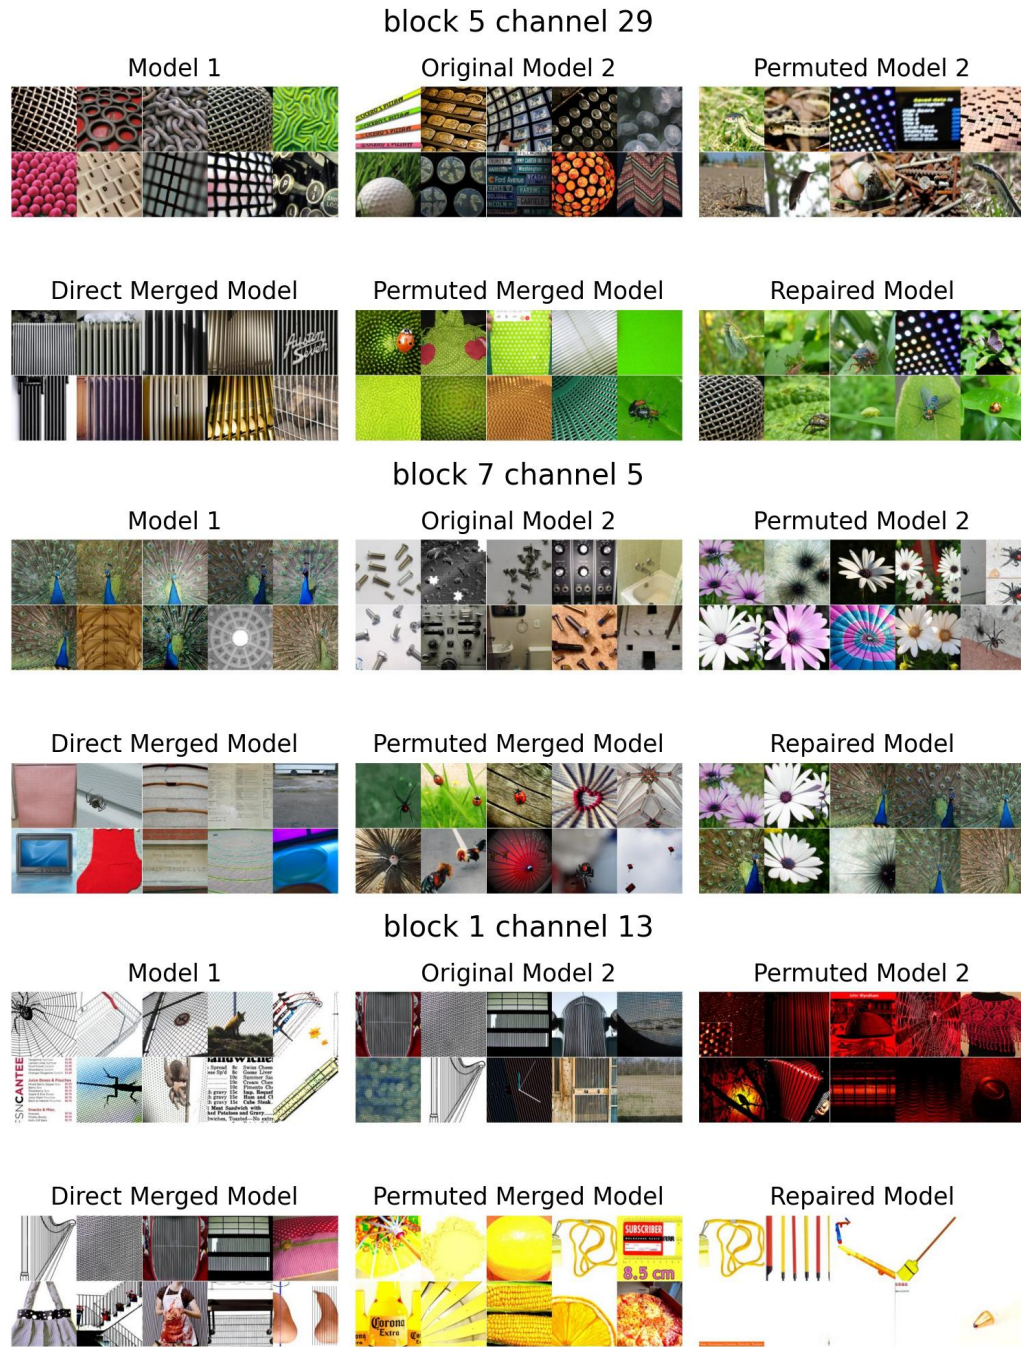 block 5 channel 29
Model 1
Original Model 2
Permuted Model 2
Direct Merged Model
Permuted Merged Model
Repaired Model
block 7 channel 5
Model 1
Original Model 2
Permuted Model 2
Direct Merged Model
Permuted Merged Model
Repaired Model
block 1 channel 13
Model 1
Original Model 2
Permuted Model 2
FSNCANTEE
Direct Merged Model
Permuted Merged Model
Repaired Model
SUBSCRIBER
8.5 cm
Corona
Extra